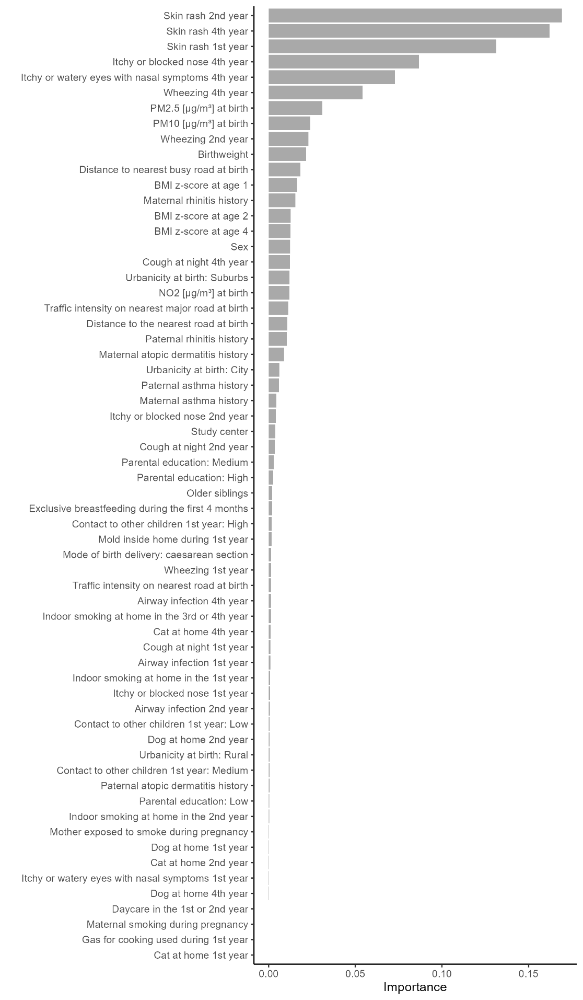 Skin rash 2nd year
Skin rash 4th year
Skin rash 1st year
Itchy or blocked nose 4th year
Itchy or watery eyes with nasal symptoms 4th year
Wheezing 4th year
PM2.5 [µg/m³] at birth
PM10 [µg/m³] at birth
Wheezing 2nd year
Birthweight
Distance to nearest busy road at birth
BMI z-score at age 1
Maternal rhinitis history
BMI z-score at age 2
BMI z-score at age 4
Sex
Cough at night 4th year
Urbanicity at birth: Suburbs
NO2 [µg/m³] at birth
Traffic intensity on nearest major road at birth
Distance to the nearest road at birth
Paternal rhinitis history
Maternal atopic dermatitis history
Urbanicity at birth: City
Paternal asthma history
Maternal asthma history
Itchy or blocked nose 2nd year
Study center
Cough at night 2nd year
Parental education: Medium
Parental education: High
Older siblings
Exclusive breastfeeding during the first 4 months
Contact to other children 1st year: High
Mold inside home during 1st year
Mode of birth delivery: caesarean section
Wheezing 1st year
Traffic intensity on nearest road at birth
Airway infection 4th year
Indoor smoking at home in the 3rd or 4th year
Cat at home 4th year
Cough at night 1st year
Airway infection 1st year
Indoor smoking at home in the 1st year
Itchy or blocked nose 1st year
Airway infection 2nd year
Contact to other children 1st year: Low
Dog at home 2nd year
Urbanicity at birth: Rural
Contact to other children 1st year: Medium
Paternal atopic dermatitis history
Parental education: Low
Indoor smoking at home in the 2nd year
Mother exposed to smoke during pregnancy
Dog at home 1st year
Cat at home 2nd year
Itchy or watery eyes with nasal symptoms 1st year
Dog at home 4th year
Daycare in the 1st or 2nd year
Maternal smoking during pregnancy
Gas for cooking used during 1st year
Cat at home 1st year
0.00 0.05 0.10 0.15
Importance